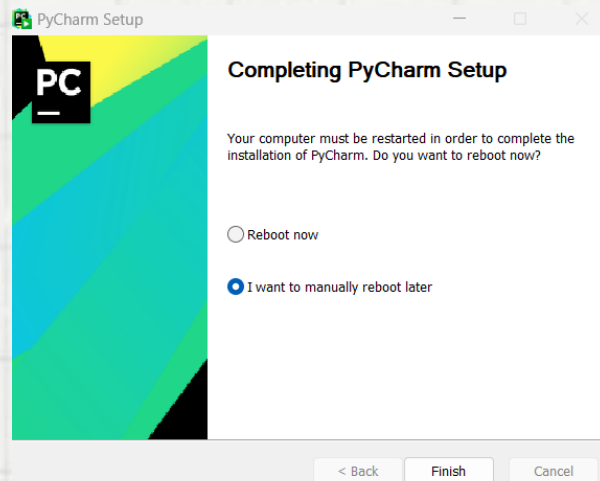 PyCharm Setup
PC
Completing PyCharm Setup
Your computer must be restarted in order to complete the
installation of PyCharm. Do you want to reboot now?
Reboot now
I want to manually reboot later
< Back
Finish
Cancel